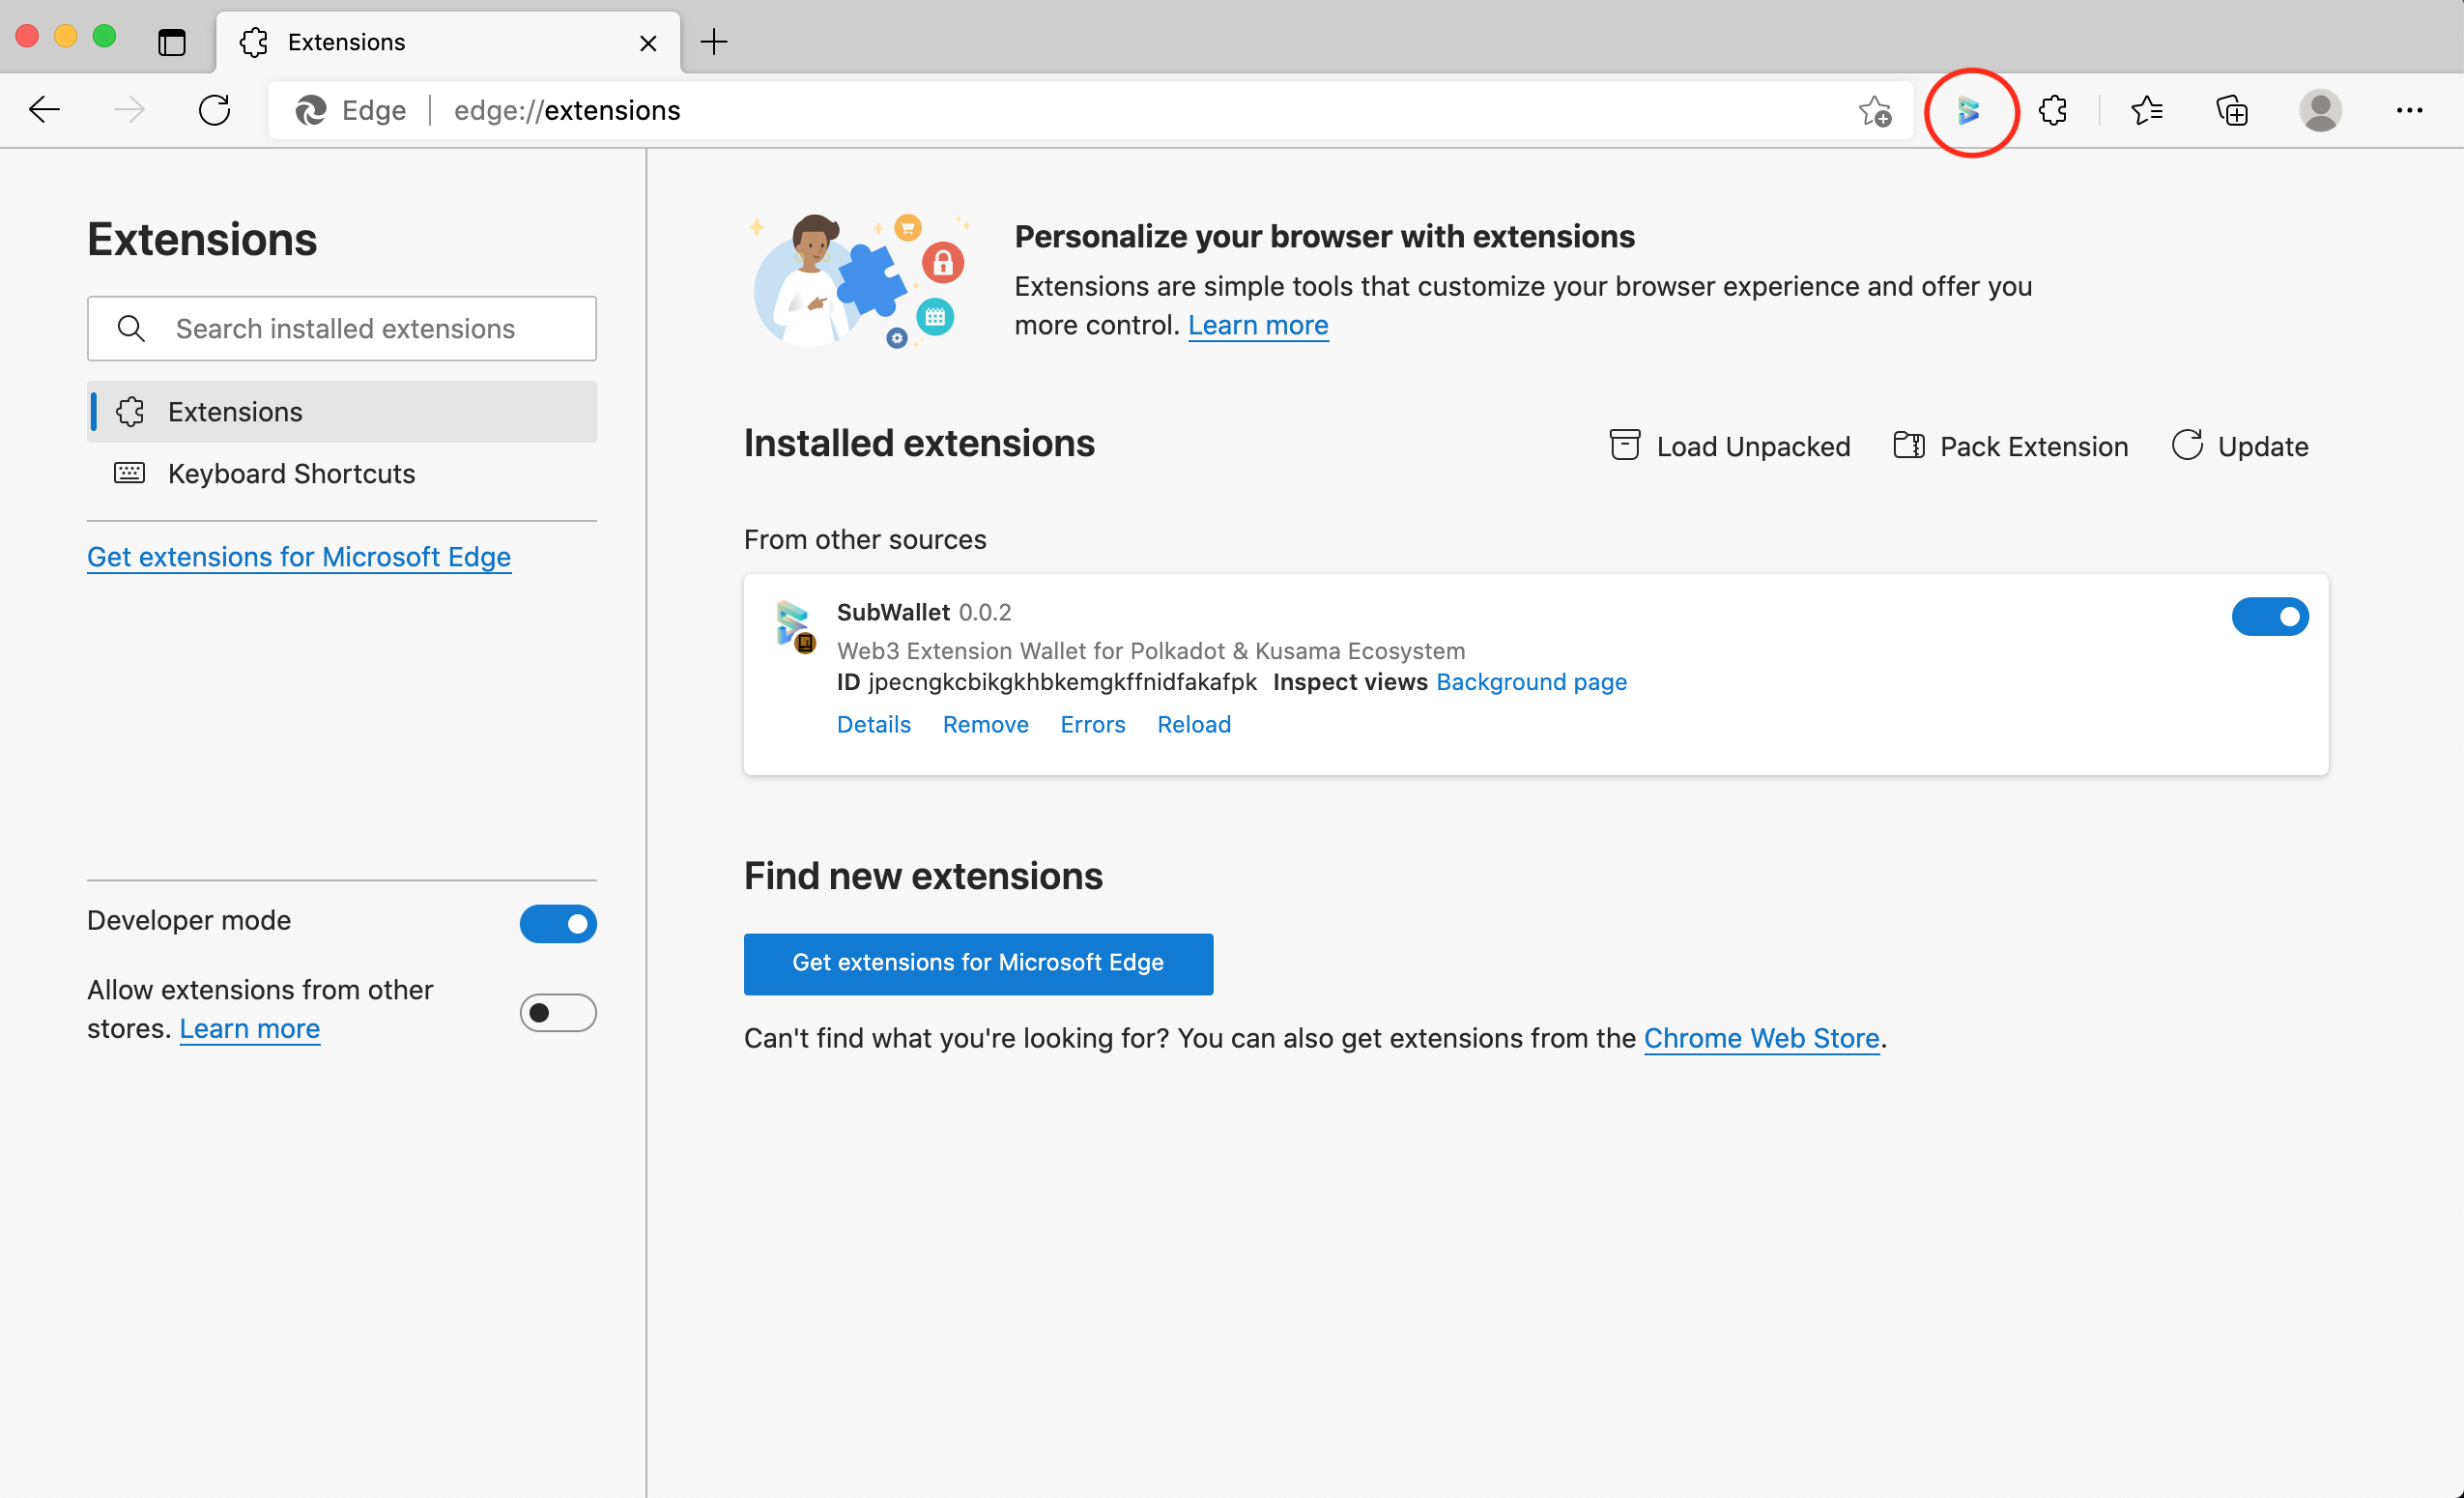 Extensions
Edge
edge://extensions
Extensions
Search installed extensions
Extensions
Keyboard Shortcuts
Get extensions for Microsoft Edge
Developer mode
Allow extensions from other
stores. Learn more
Personalize your browser with extensions
Extensions are simple tools that customize your browser experience and offer you
more control. Learn more
Installed extensions
Load Unpacked
Pack Extension
Update
From other sources
SubWallet 0.0.2
Web3 Extension Wallet for Polkadot & Kusama Ecosystem
ID jpecngkcbikgkhbkemgkffnidfakafpk Inspect views Background page
Details Remove Errors Reload
Find new extensions
Get extensions for Microsoft Edge
Can't find what you're looking for? You can also get extensions from the Chrome Web Store.